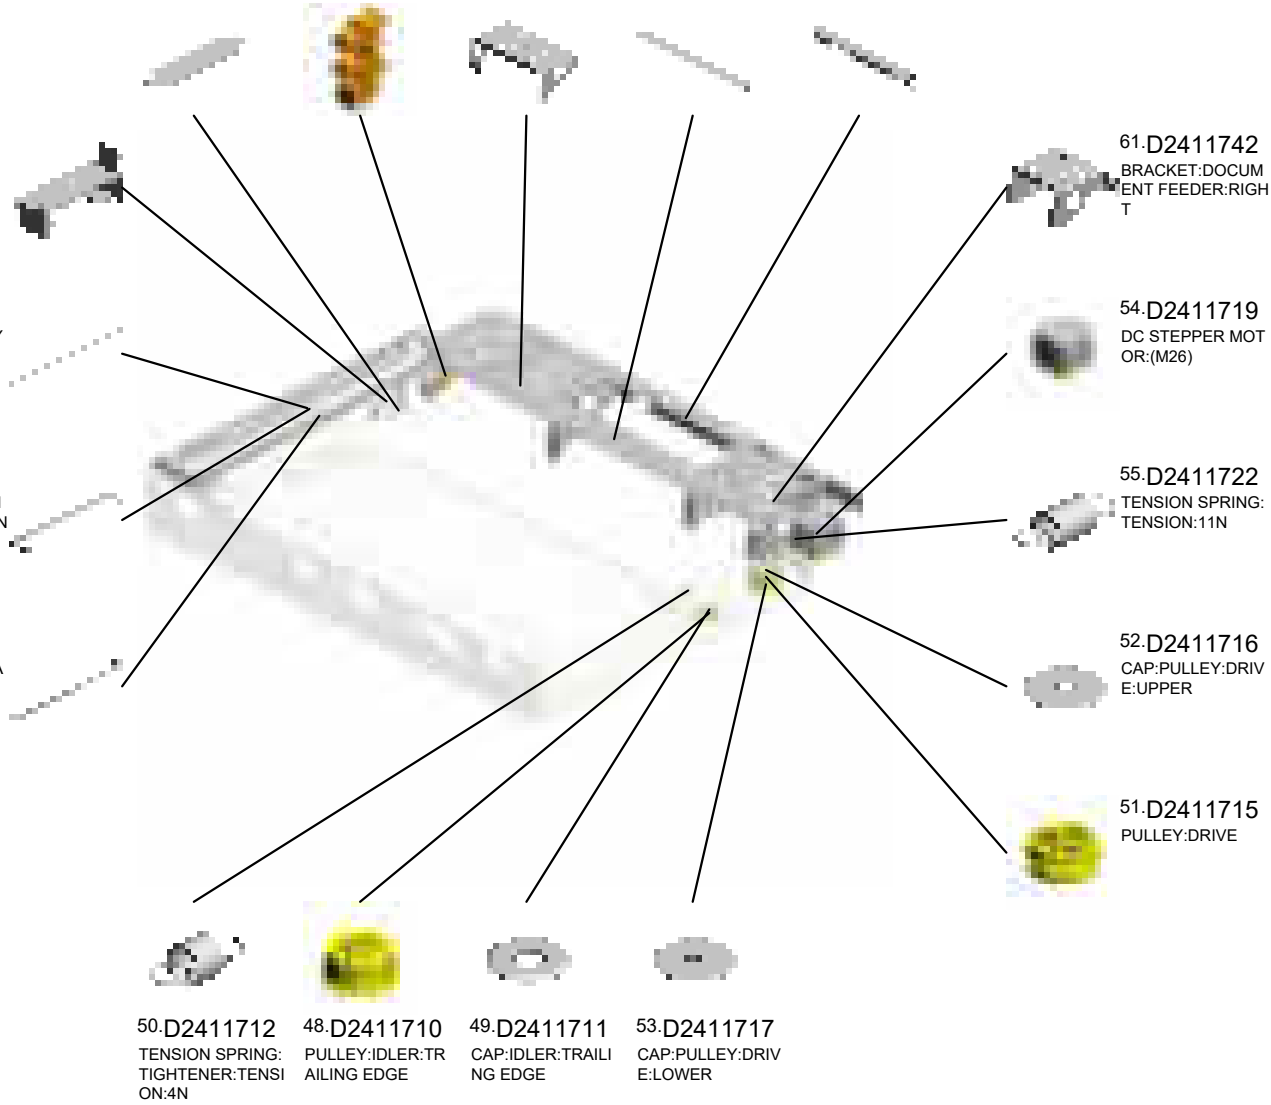 61.D2411742
BRACKET:DOCUM
ENT FEEDER:RIGH
T
54.D2411719
DC STEPPER MOT
OR:(M26)
55.D2411722
TENSION SPRING:
TENSION:11N
N
52.D2411716
CAP:PULLEY:DRIV
E:UPPER
51.D2411715
PULLEY:DRIVE
50.D2411712
TENSION SPRING:
TIGHTENER:TENSI
ON:4N
48.D2411710
PULLEY:IDLER:TR
AILING EDGE
49.D2411711
CAP:IDLER:TRAILI
NG EDGE
53.D2411717
CAP:PULLEY:DRIV
E:LOWER